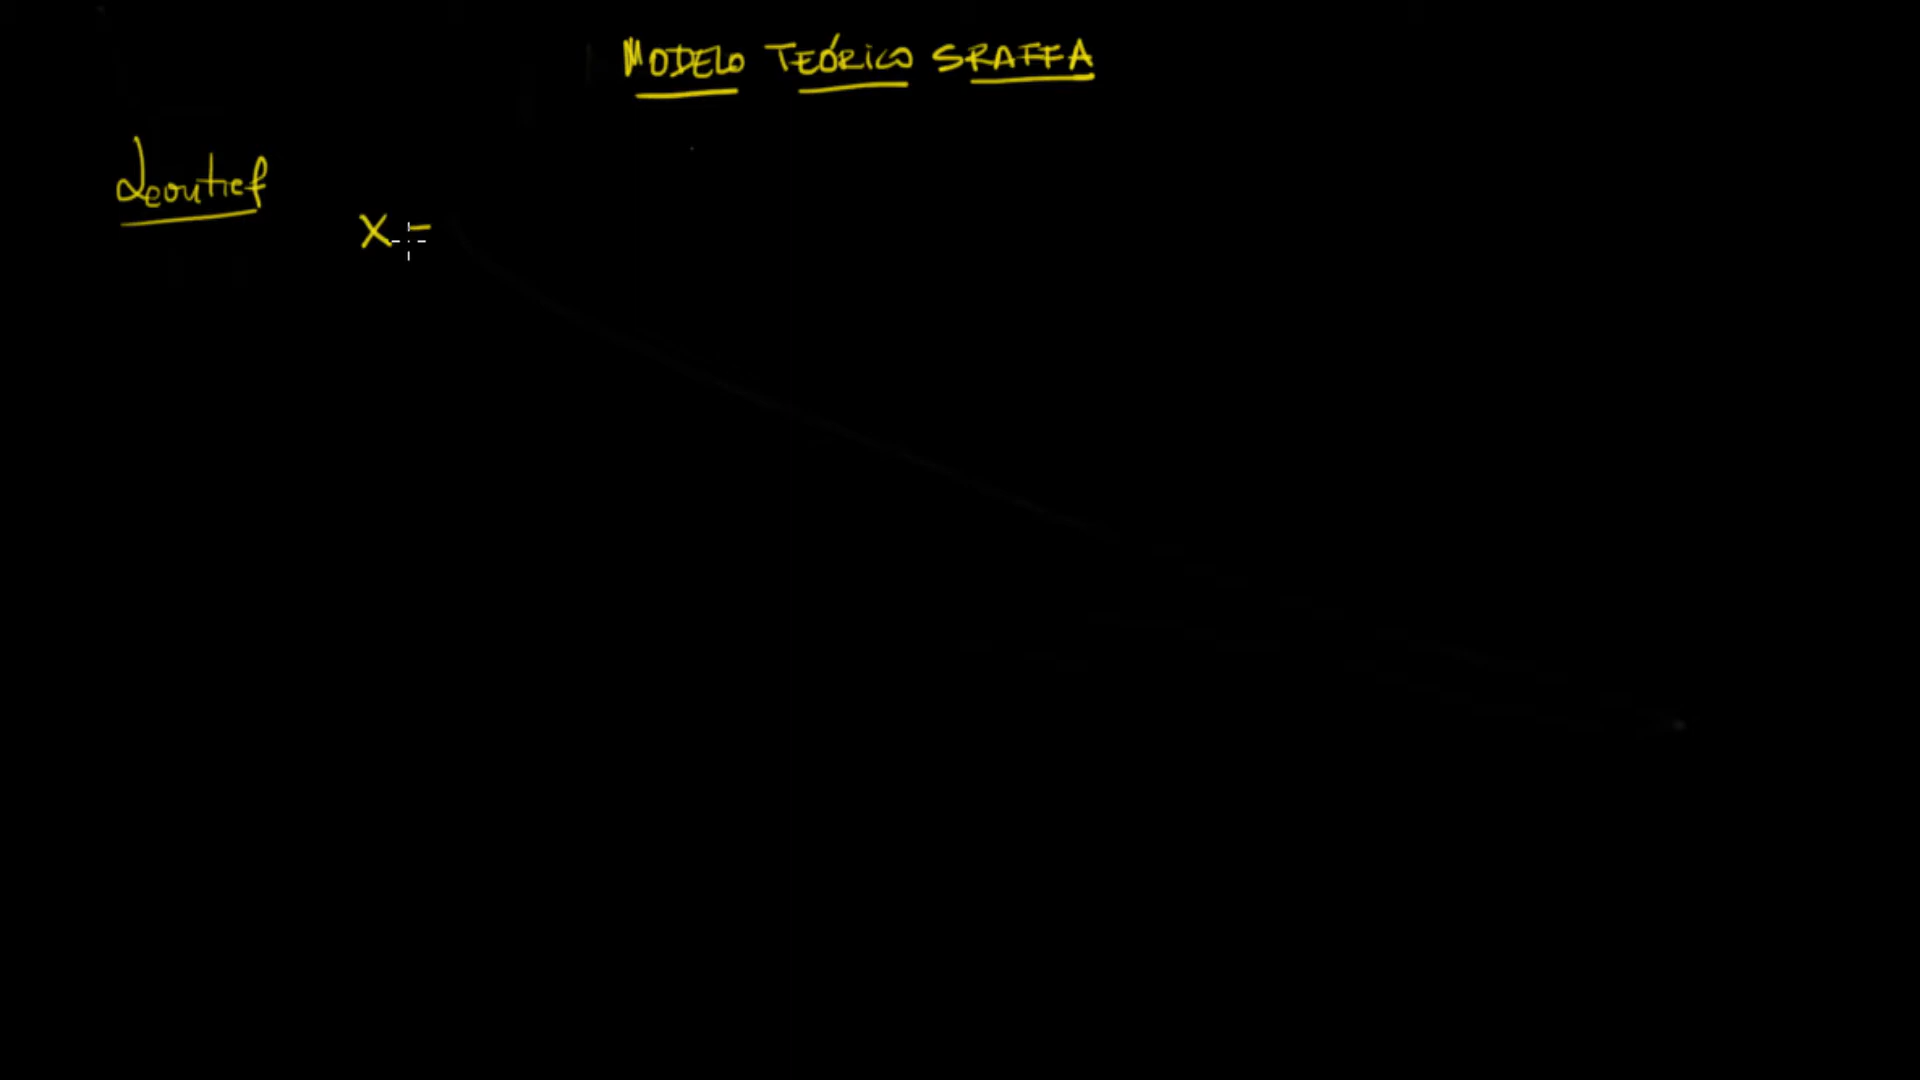 MODELO TEÓRICO SRAFFA
Leontief
X =